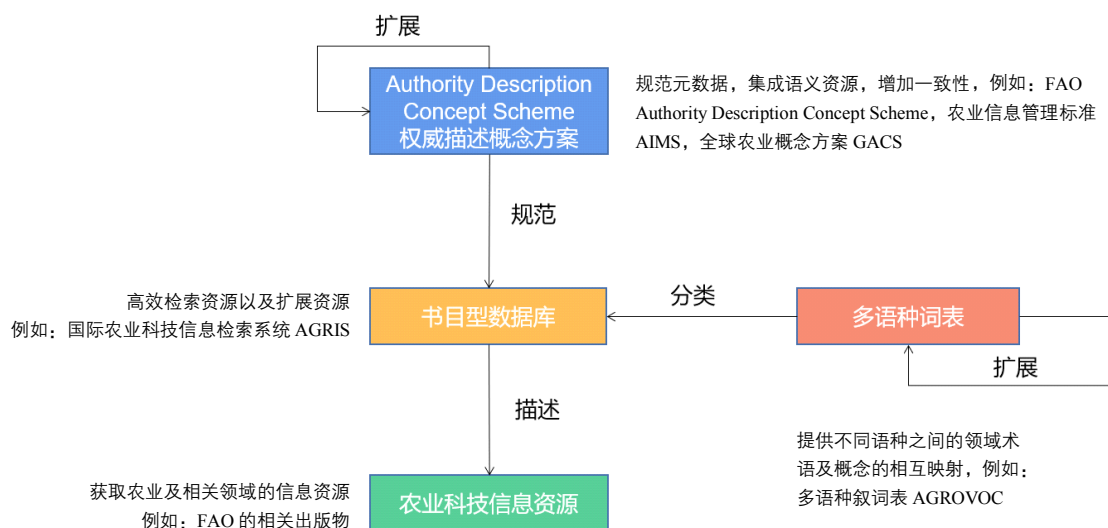 扩展
Authority Description
Concept Scheme
权威描述概念方案
规范元数据，集成语义资源，增加一致性，例如：FAO
Authority Description Concept Scheme，农业信息管理标准
AIMS，全球农业概念方案 GACS
规范
高效检索资源以及扩展资源
例如：国际农业科技信息检索系统 AGRIS
书目型数据库
分类
多语种词表
扩展
描述
提供不同语种之间的领域术
语及概念的相互映射，例如：
多语种叙词表 AGROVOC
获取农业及相关领域的信息资源
例如：FAO 的相关出版物
农业科技信息资源